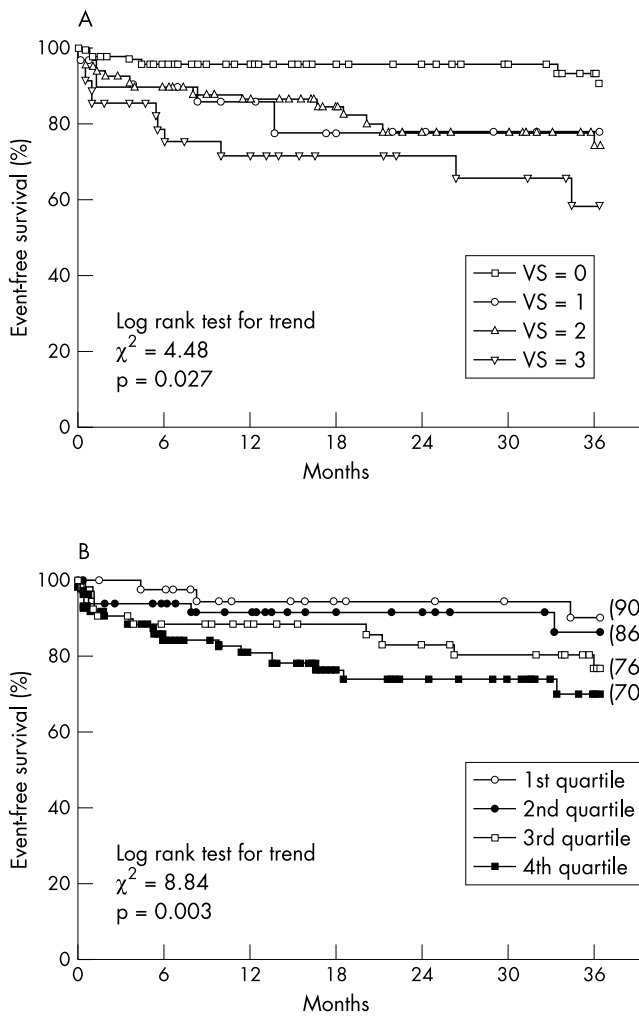 A
100
80
60
40
20
0
Event-free survival (%)
Log rank test for trend
χ² = 4.48
p = 0.027
VS = 0
VS = 1
VS = 2
VS = 3
0 6 12 18 24 30 36
Months
B
100
80
60
40
20
0
Event-free survival (%)
(90
(86
(76
(70
Log rank test for trend
χ² = 8.84
p = 0.003
1st quartile
2nd quartile
3rd quartile
4th quartile
0 6 12 18 24 30 36
Months